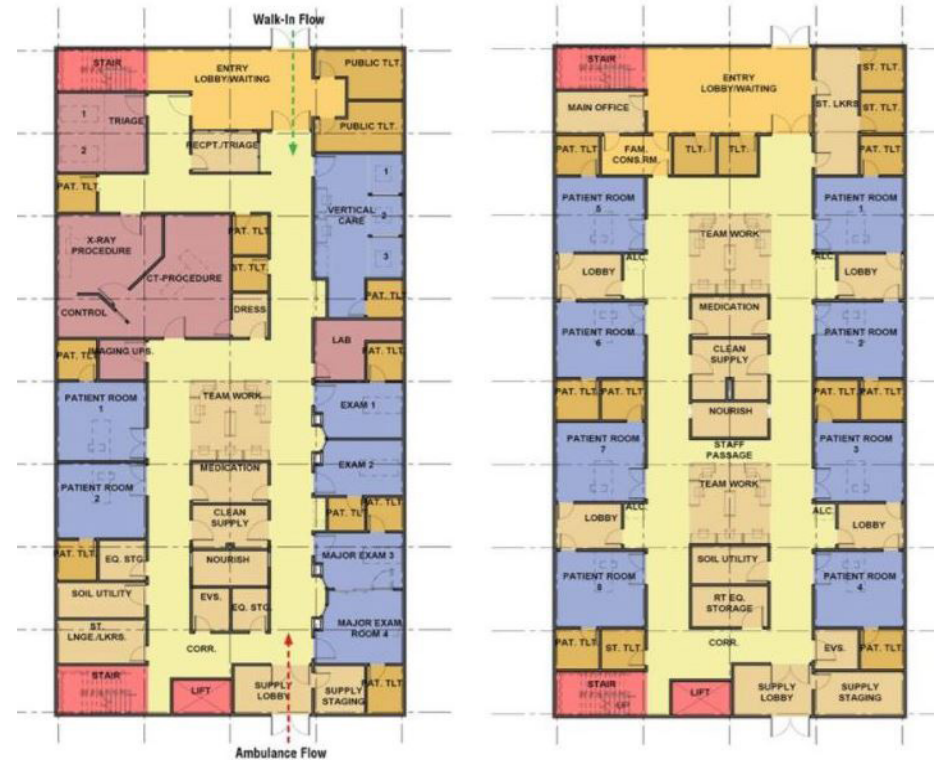 Walk-In Flow
STAIR
ENTRY
LOBBY/WAITING
PUBLIC TLT.
1
TRIAGE
2
RECPT./TRIAGE
PUBLIC TLT.
PAT. TLT.
1
VERTICAL
CARE
2
3
X-RAY
PROCEDURE
CT-PROCEDURE
PAT. TLT.
ST. TLT.
CONTROL
DRESS
PAT. TLT.
PAT. TLT.
IMAGING UPS.
LAB
PAT. TLT.
PATIENT ROOM
1
TEAM WORK
EXAM 1
PATIENT ROOM
2
MEDICATION
EXAM 2
CLEAN
SUPPLY
PAT. TLT.
PAT. TLT.
PAT. TLT.
EQ. STG.
NOURISH
MAJOR EXAM 3
SOIL UTILITY
EVS.
EQ. STG.
ST.
LNGE./LKRS.
MAJOR EXAM
ROOM 4
CORR.
STAIR
LIFT
SUPPLY
LOBBY
SUPPLY
STAGING
PAT. TLT.
Ambulance Flow
STAIR
ENTRY
LOBBY/WAITING
ST. TLT.
MAIN OFFICE
ST. LKRS
ST. TLT.
PAT. TLT.
FAM.
CONS.RM.
TLT.
TLT.
PAT. TLT.
PATIENT ROOM
5
TEAM WORK
PATIENT ROOM
1
ALC.
ALC.
LOBBY
LOBBY
MEDICATION
PATIENT ROOM
6
CLEAN
SUPPLY
PATIENT ROOM
2
PAT. TLT.
PAT. TLT.
NOURISH
PAT. TLT.
PAT. TLT.
PATIENT ROOM
7
STAFF
PASSAGE
PATIENT ROOM
3
TEAM WORK
LOBBY
ALC.
ALC.
LOBBY
SOIL UTILITY
PATIENT ROOM
8
RT EQ.
STORAGE
PATIENT ROOM
4
PAT. TLT.
ST. TLT.
CORR.
EVS.
PAT. TLT.
STAIR
UP
LIFT
SUPPLY
LOBBY
SUPPLY
STAGING